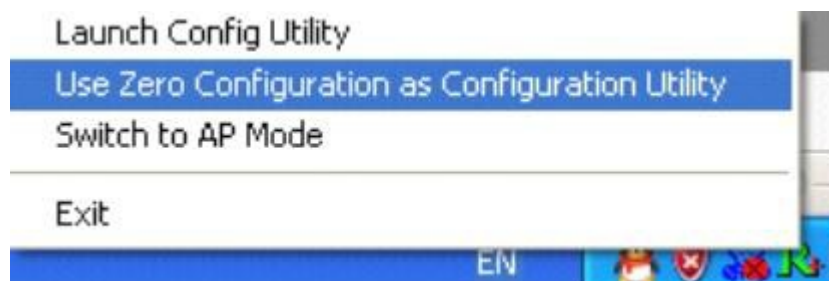 Launch Config Utility
Use Zero Configuration as Configuration Utility
Switch to AP Mode
Exit
EN